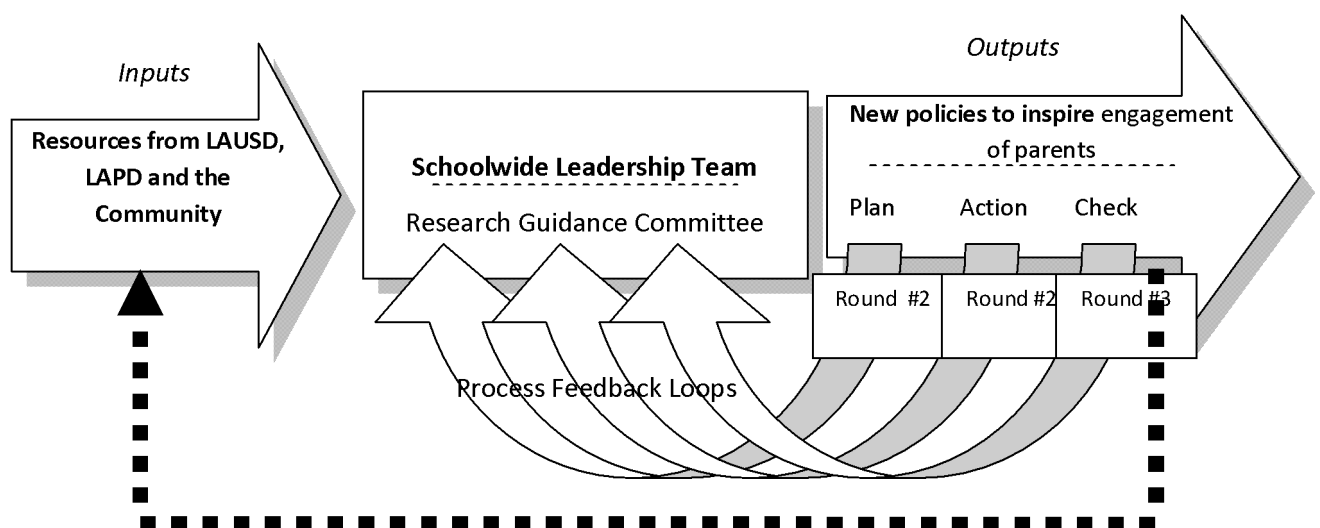 Inputs
Resources from LAUSD,
LAPD and the
Community
Schoolwide Leadership Team
Research Guidance Committee
Process Feedback Loops
Outputs
New policies to inspire engagement
of parents
Plan Action Check
Round #2 Round #2 Round #3